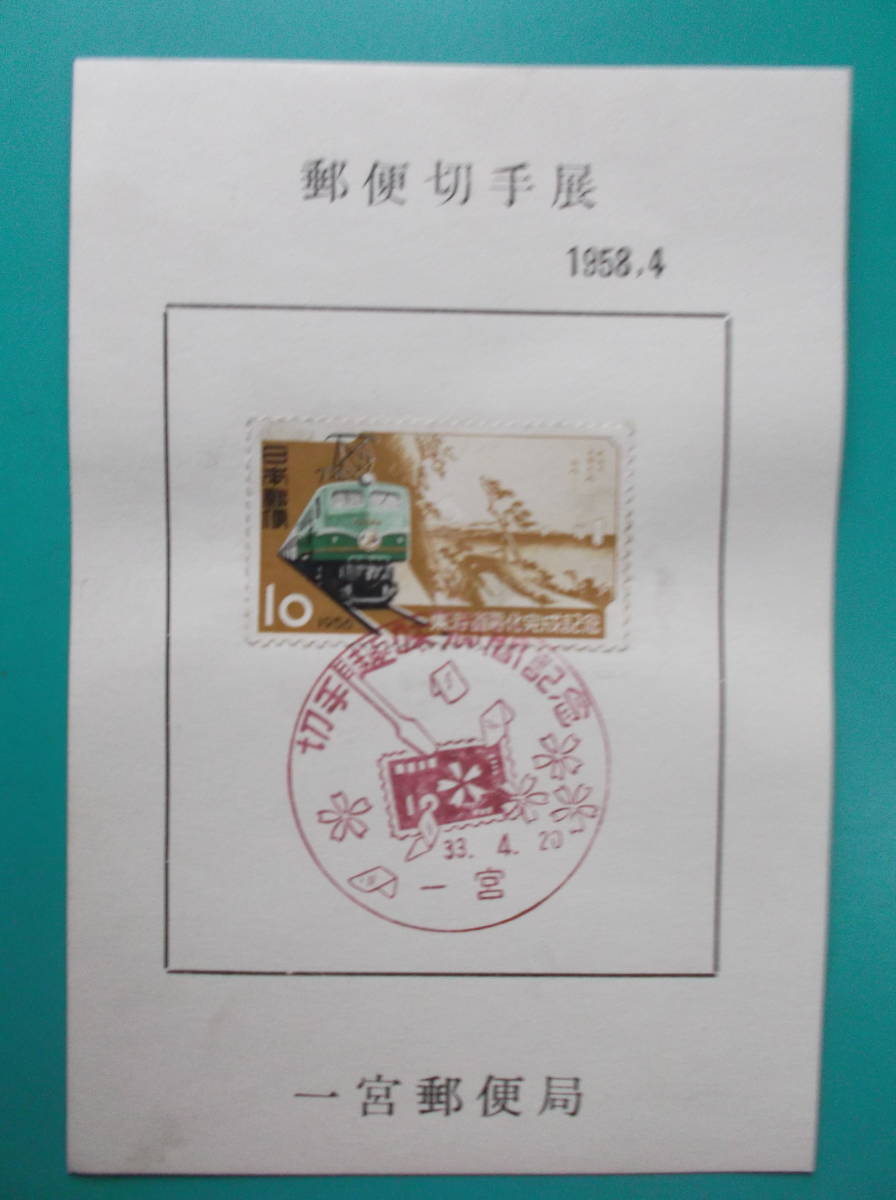 郵便切手展
1958.4
日本郵便
10
1956
東海道電化完成記念
切手趣味週間記念
33. 4. 20
一宮
一宮郵便局